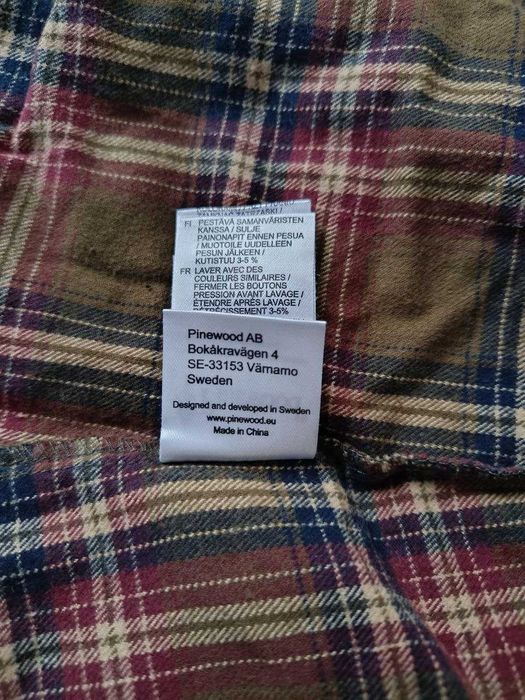 FI PESTÄVÄ SAMANVÄRISTEN
KANSSA / SULJE
PAINONAPIT ENNEN PESUA
/ MUOTOILE UUDELLEEN
PESUN JÄLKEEN /
KUTISTUU 3-5 %
FR LAVER AVEC DES
COULEURS SIMILAIRES /
FERMER LES BOUTONS
PRESSION AVANT LAVAGE /
ÉTENDRE APRÈS LAVAGE /
RÉTRÉCISSEMENT 3-5%
Pinewood AB
Bokåkravägen 4
SE-33153 Värnamo
Sweden
Designed and developed in Sweden
www.pinewood.eu
Made in China